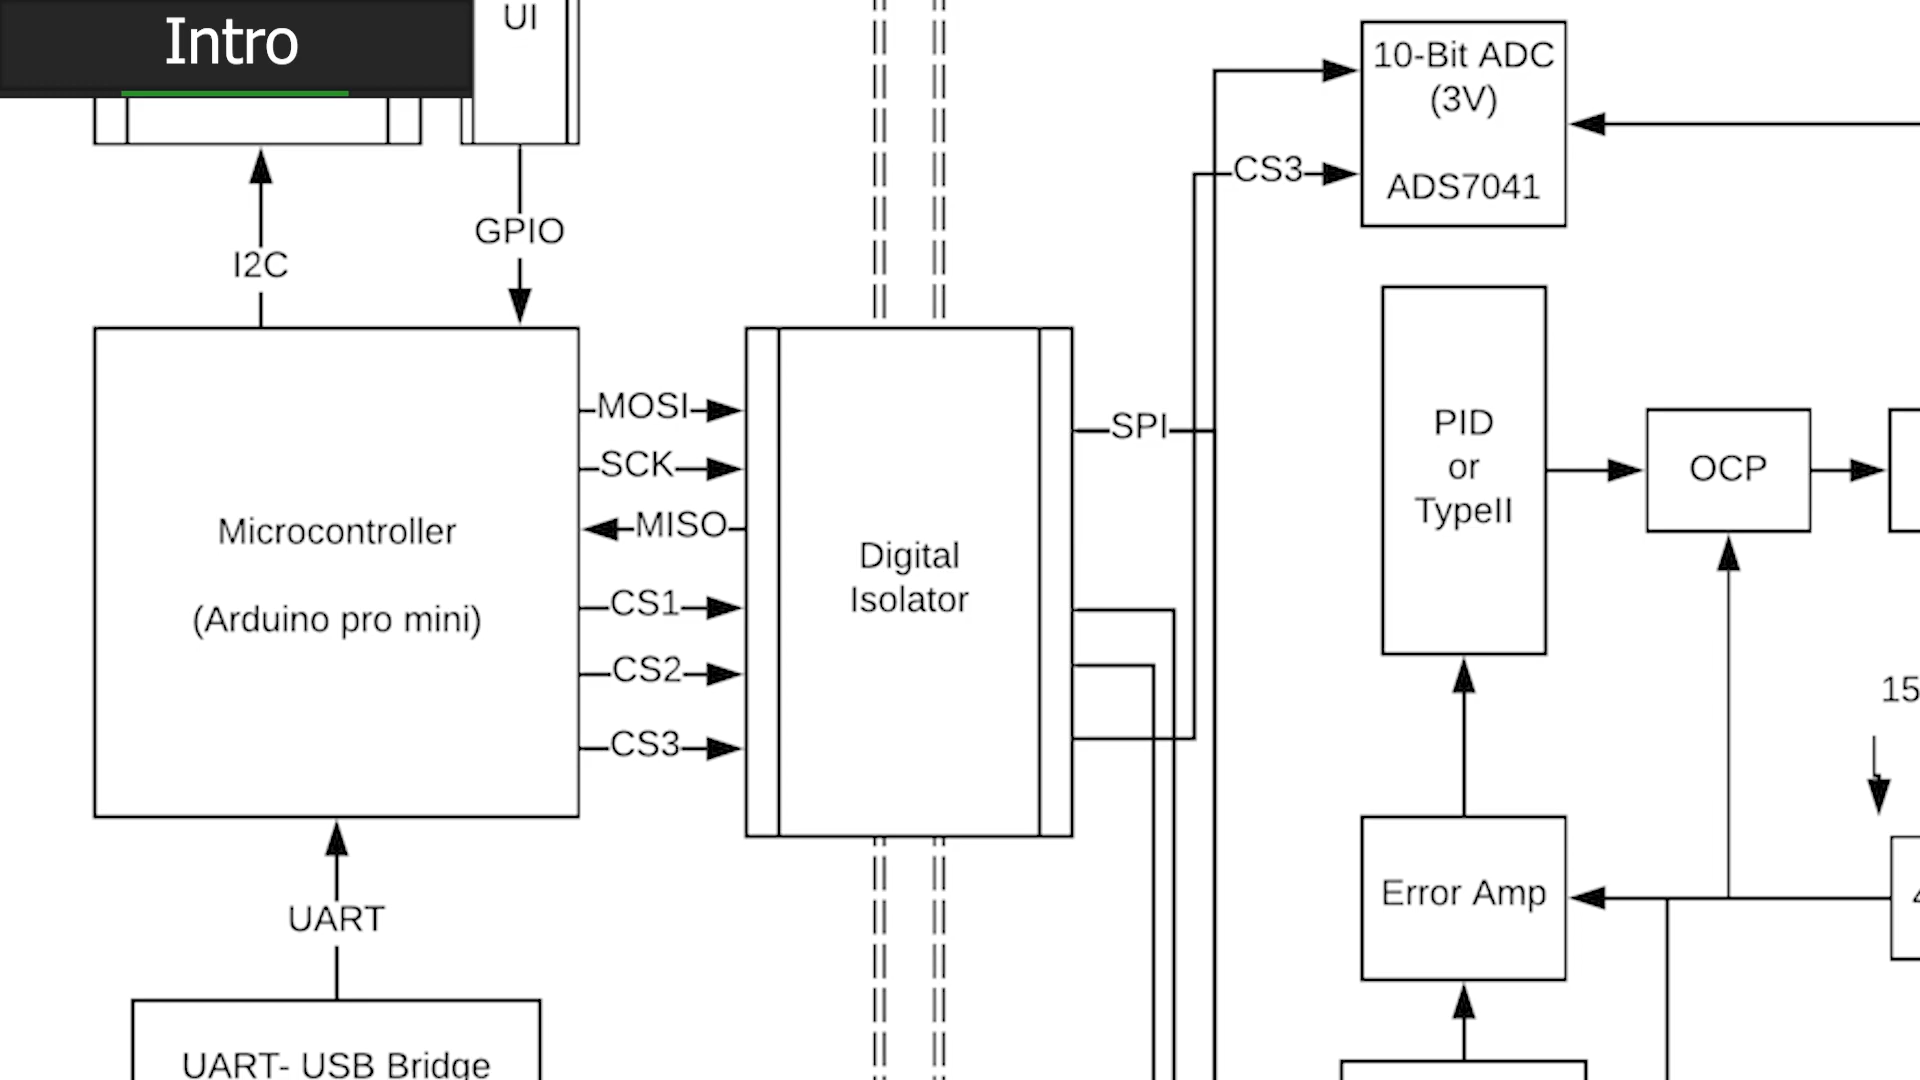 Intro
UI
10-Bit ADC
(3V)
ADS7041
CS3
GPIO
I2C
MOSI
SCK
MISO
CS1
CS2
CS3
SPI
Microcontroller
(Arduino pro mini)
Digital
Isolator
PID
or
TypeII
OCP
15
Error Amp
UART
UART- USB Bridge